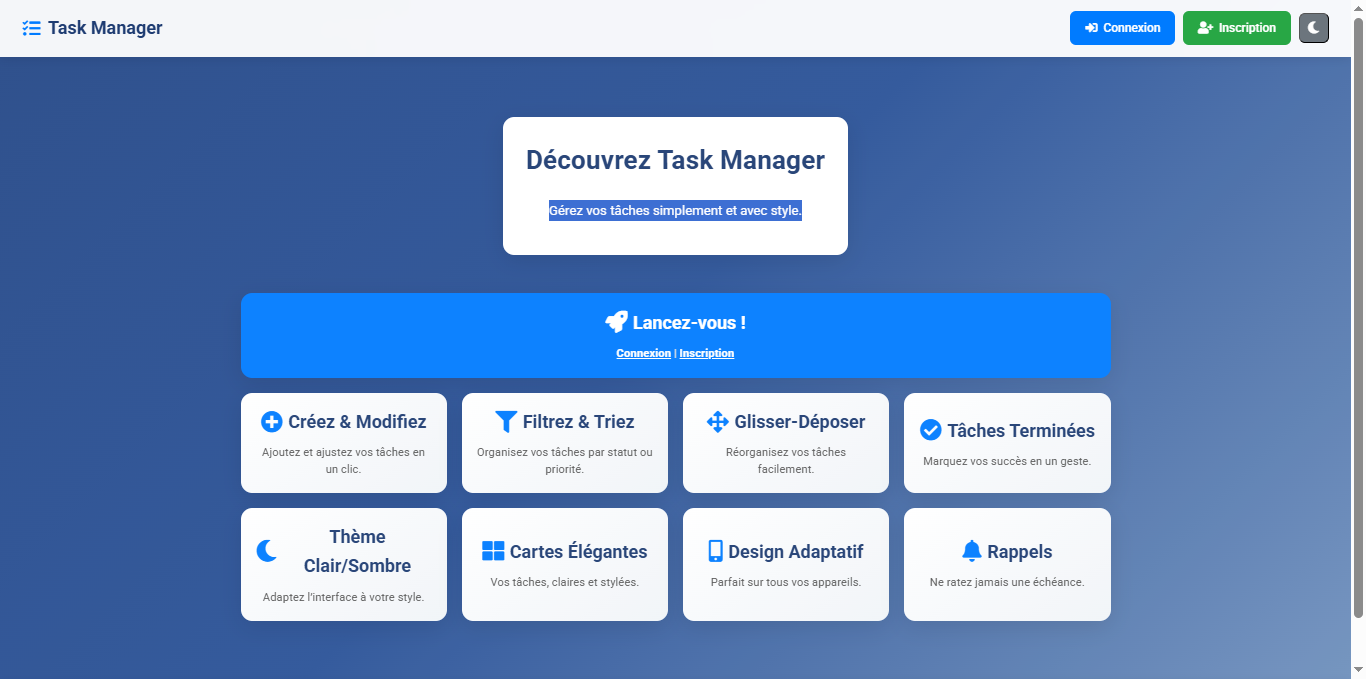 Task Manager
Connexion
Inscription
Découvrez Task Manager
Gérez vos tâches simplement et avec style.
Lancez-vous !
Connexion | Inscription
Créez & Modifiez
Ajoutez et ajustez vos tâches en
un clic.
Filtrez & Triez
Organisez vos tâches par statut ou
priorité.
Glisser-Déposer
Réorganisez vos tâches
facilement.
Tâches Terminées
Marquez vos succès en un geste.
Thème
Clair/Sombre
Adaptez l'interface à votre style.
Cartes Élégantes
Vos tâches, claires et stylées.
Design Adaptatif
Parfait sur tous vos appareils.
Rappels
Ne ratez jamais une échéance.